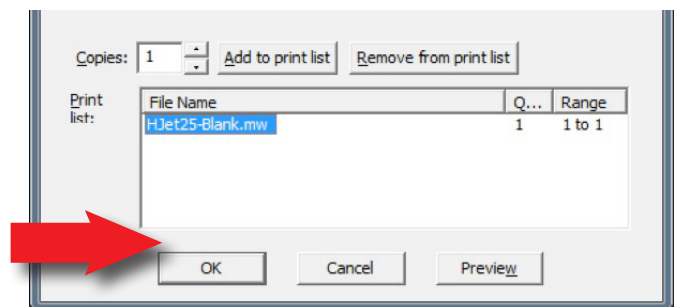 Copies: 1 Add to print list Remove from print list
Print list:
File Name Q... Range
HJet25-Blank.mw 1 1 to 1
OK Cancel Preview